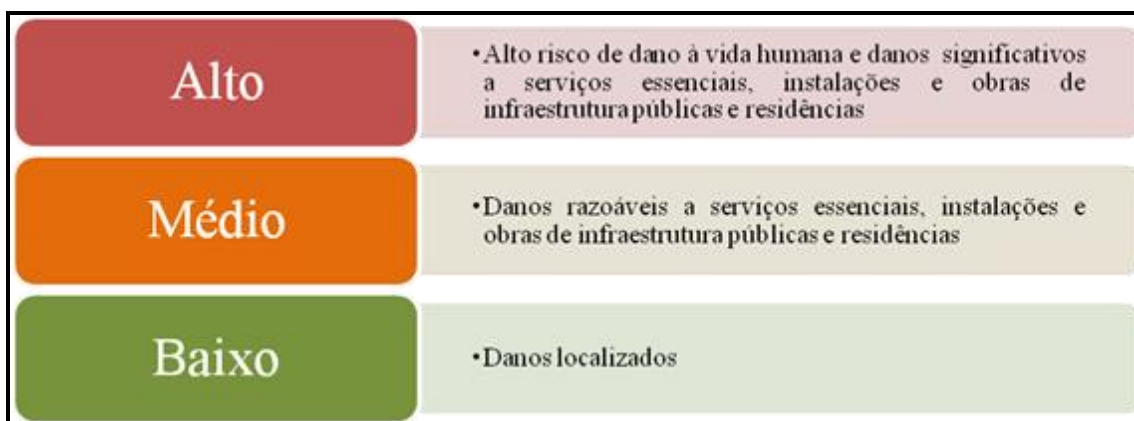 Alto
•Alto risco de dano à vida humana e danos significativos
a serviços essenciais, instalações e obras de
infraestrutura públicas e residências
Médio
•Danos razoáveis a serviços essenciais, instalações e
obras de infraestrutura públicas e residências
Baixo
•Danos localizados